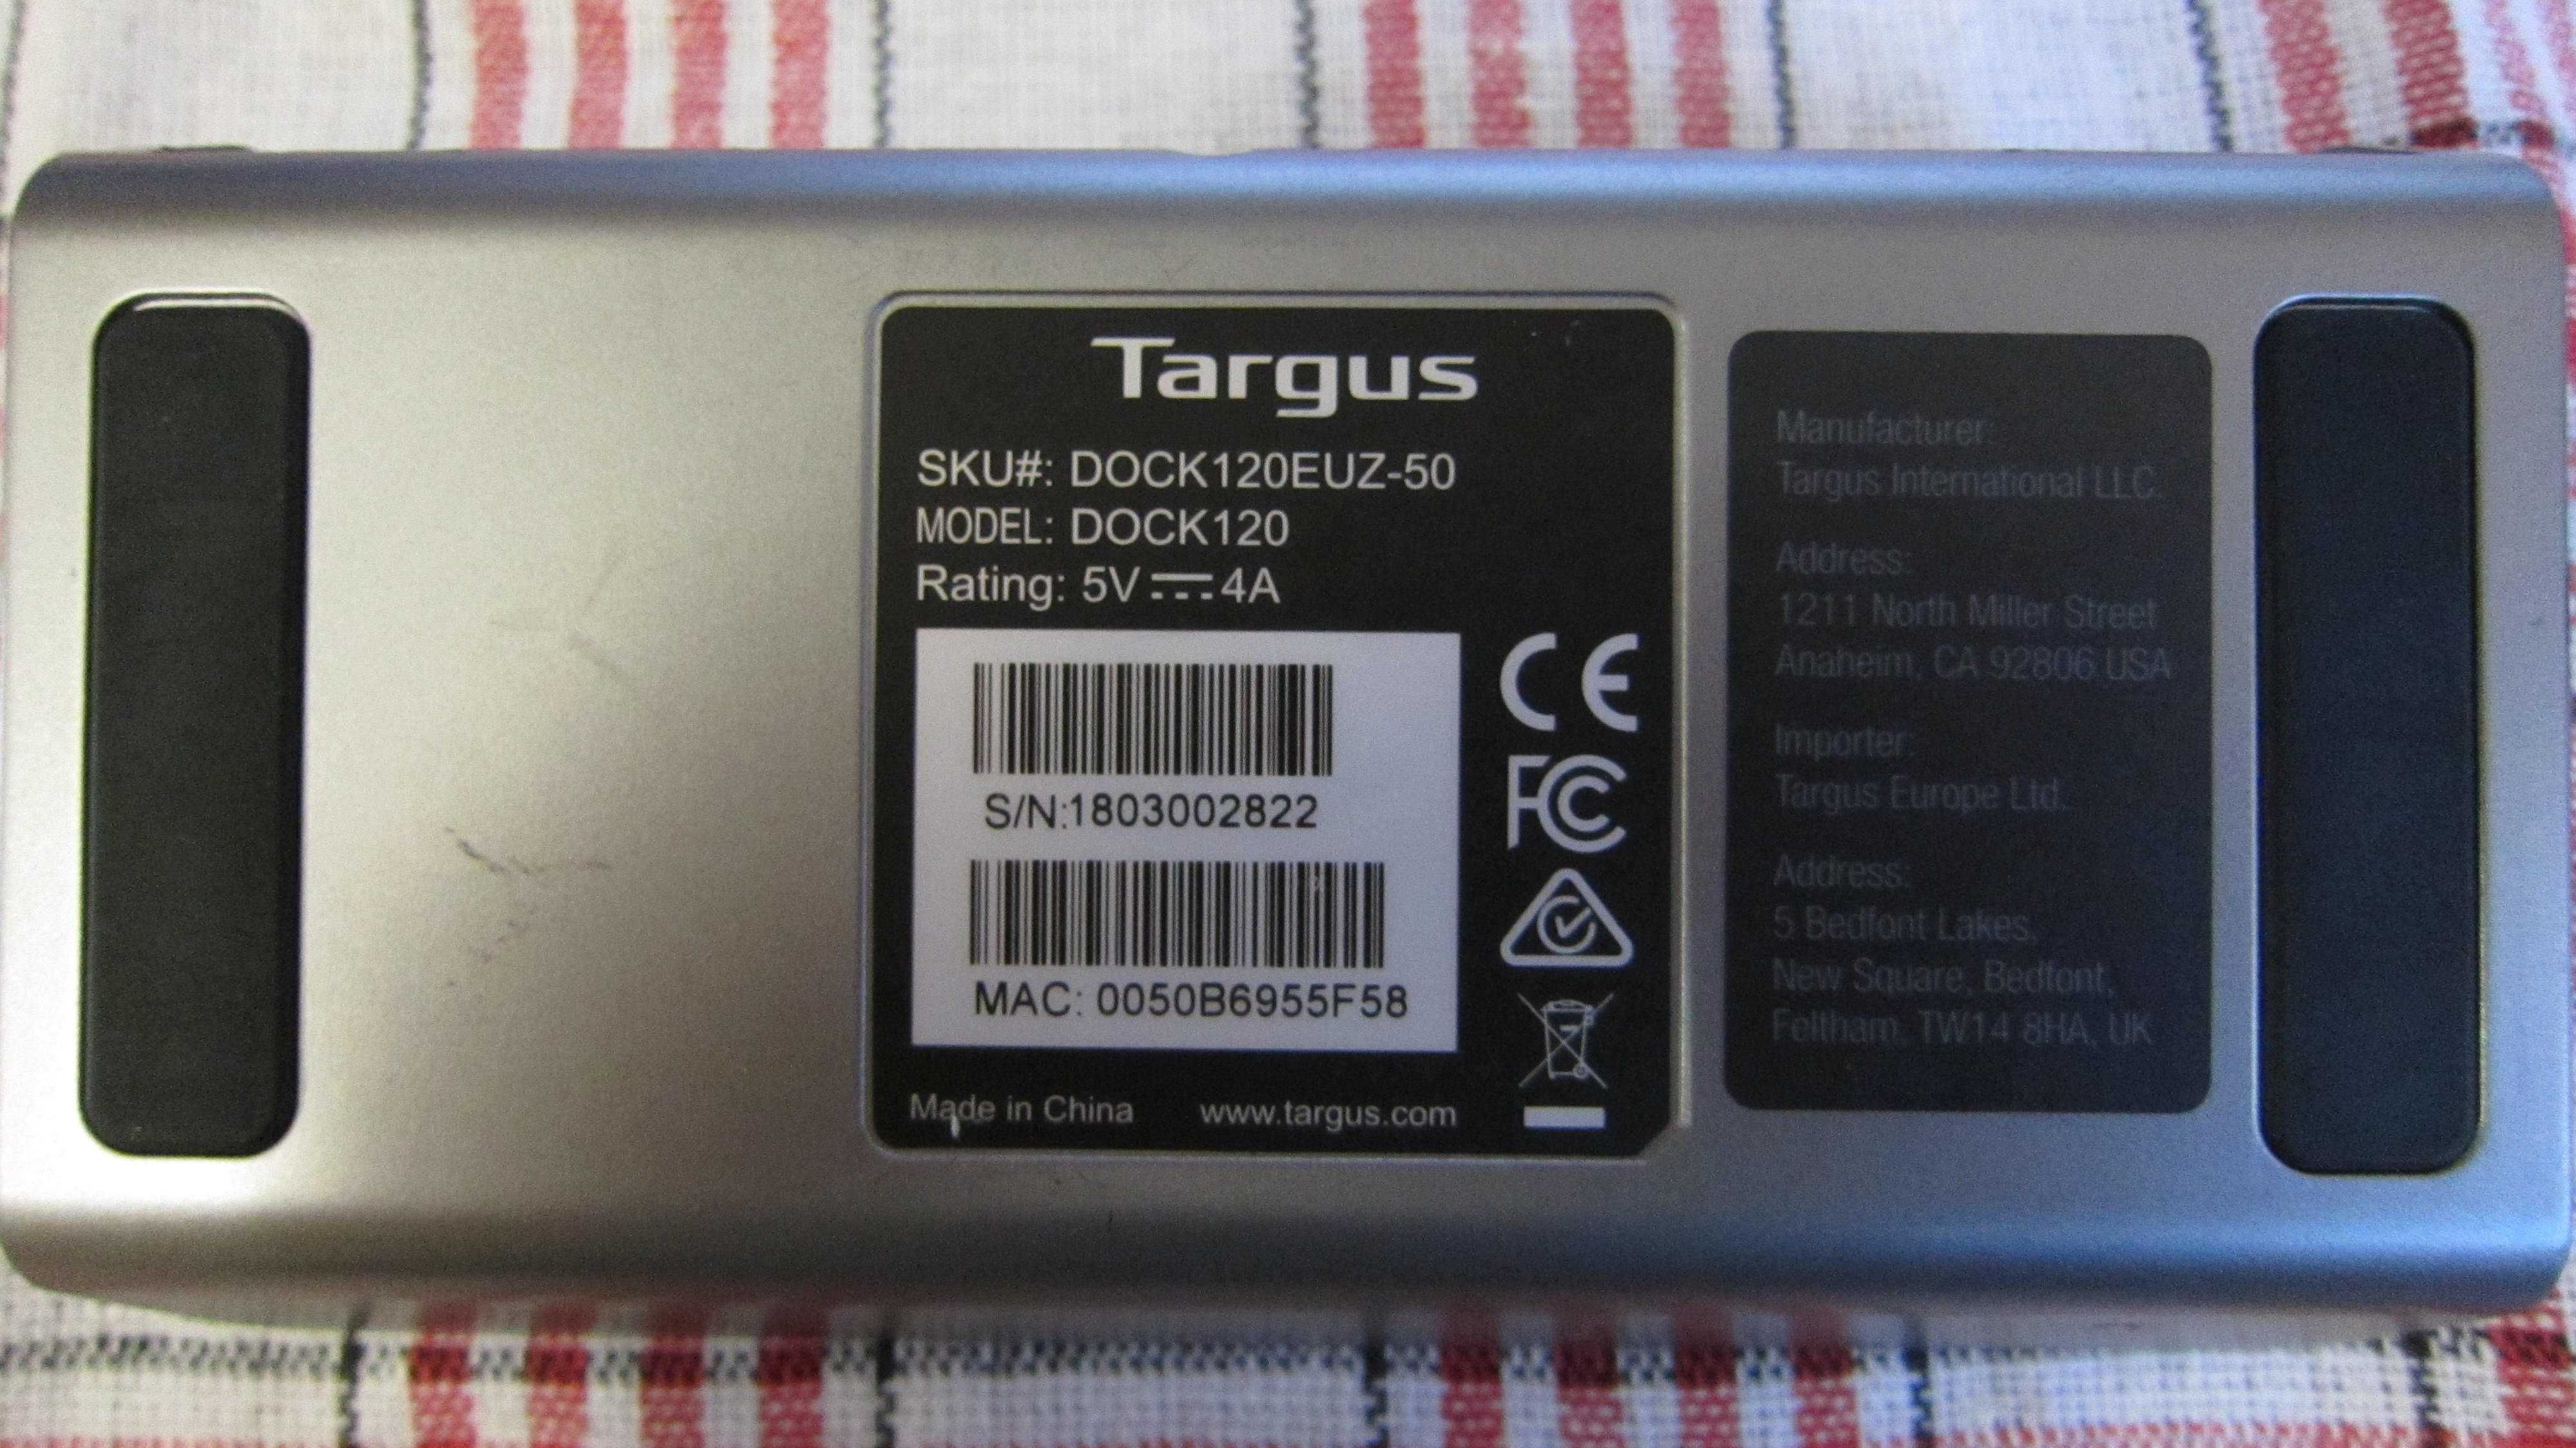 Targus
SKU#: DOCK120EUZ-50
MODEL: DOCK120
Rating: 5V⎓4A
S/N:1803002822
MAC: 0050B6955F58
Made in China www.targus.com
CE
FC
Manufacturer:
Targus International LLC.
Address:
1211 North Miller Street
Anaheim, CA 92806 USA
Importer:
Targus Europe Ltd.
Address:
5 Bedfont Lakes,
New Square, Bedfont,
Feltham, TW14 8HA, UK